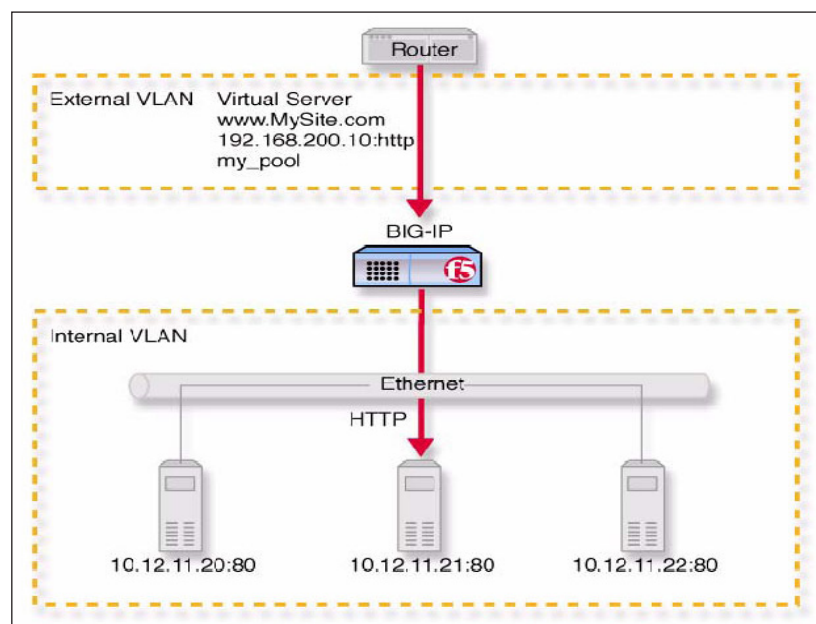 Router
External VLAN
Virtual Server
www.MySite.com
192.168.200.10:http
my_pool
BIG-IP
f5
Internal VLAN
Ethernet
HTTP
10.12.11.20:80
10.12.11.21:80
10.12.11.22:80